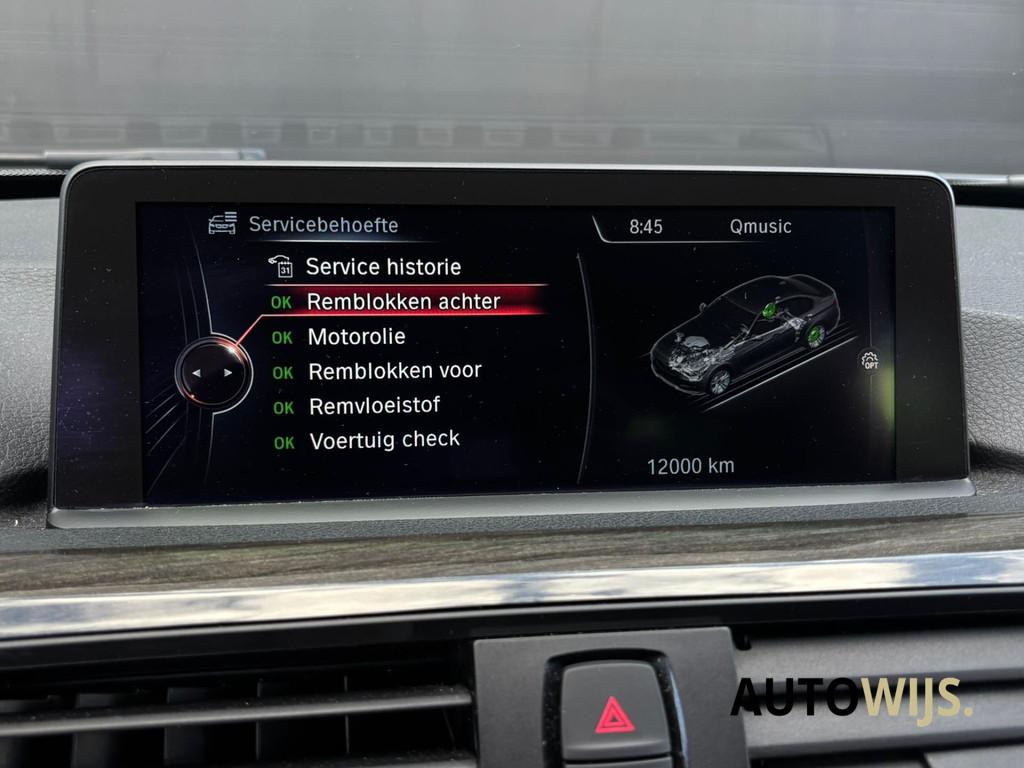 Servicebehoefte
8:45
Qmusic
31
Service historie
OK Remblokken achter
OK Motorolie
OK Remblokken voor
OK Remvloeistof
OK Voertuig check
OPT
12000 km
AUTOWIJS.